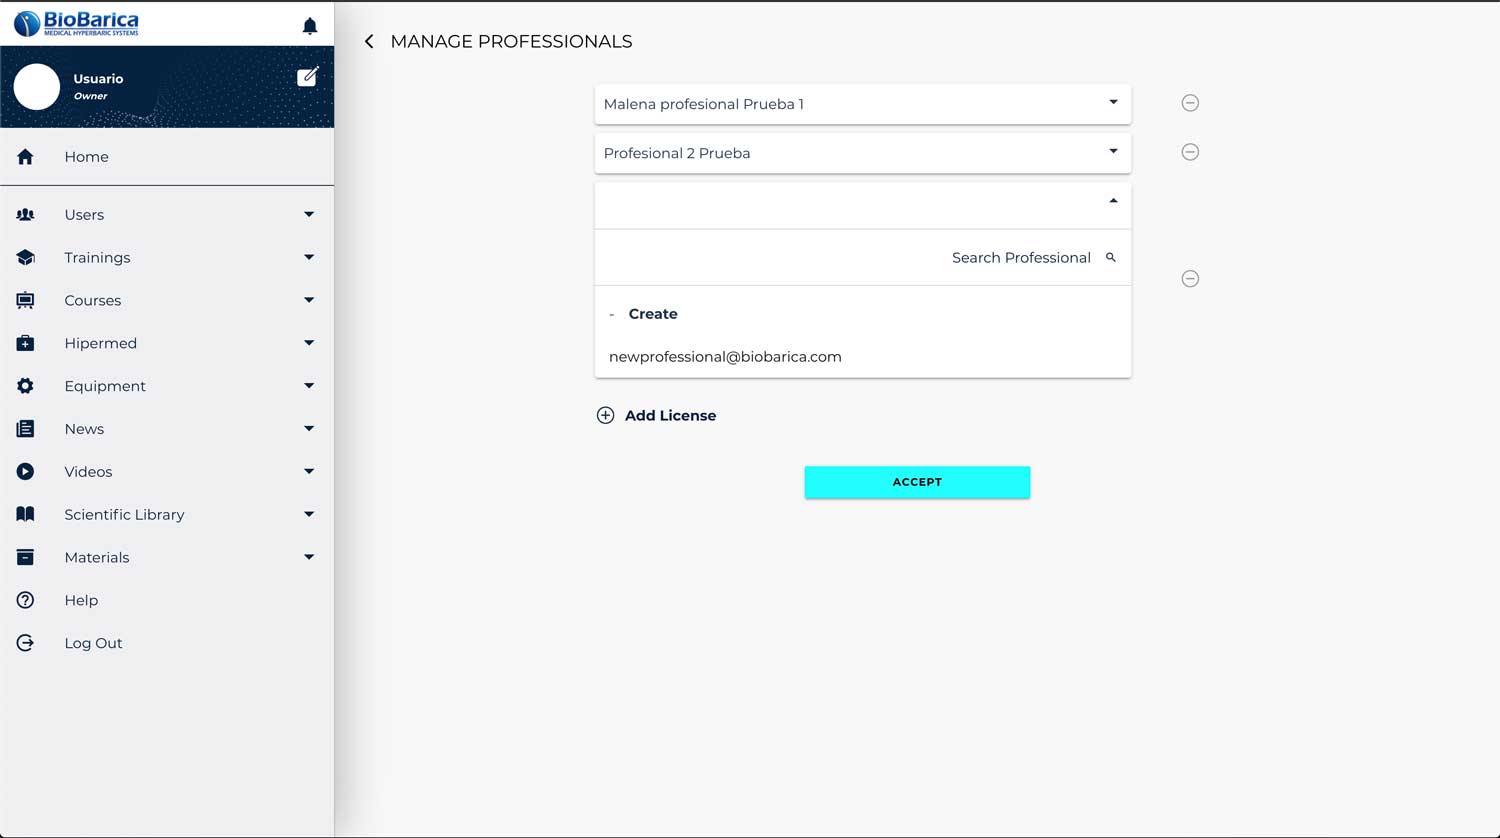 BioBarica
MEDICAL HYPERBARIC SYSTEMS
Usuario
Owner
Home
Users
Trainings
Courses
Hipermed
Equipment
News
Videos
Scientific Library
Materials
Help
Log Out
MANAGE PROFESSIONALS
Malena profesional Prueba 1
Profesional 2 Prueba
Search Professional
- Create
newprofessional@biobarica.com
Add License
ACCEPT